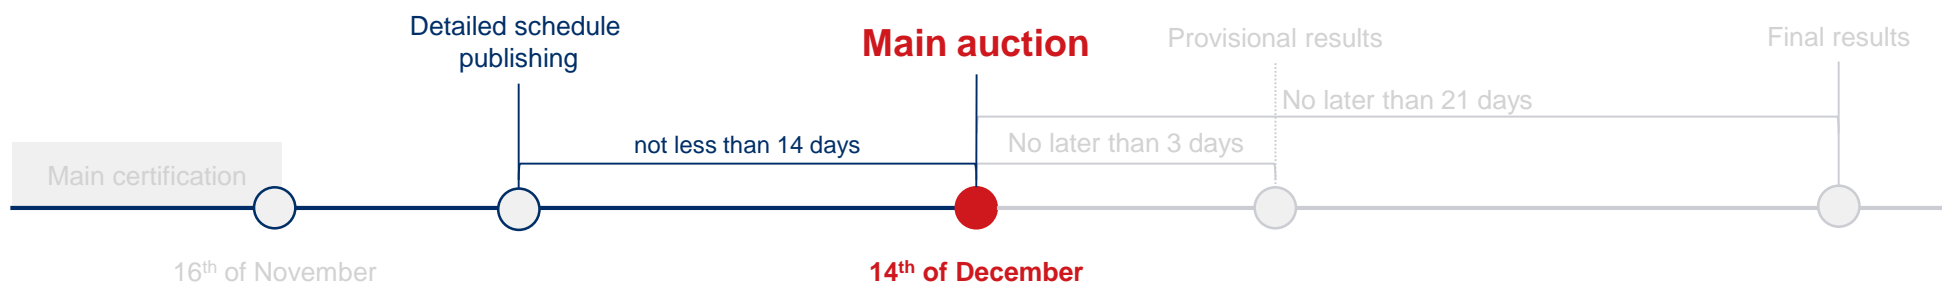 Detailed schedule
publishing
Main auction
Provisional results
Final results
No later than 21 days
not less than 14 days
No later than 3 days
Main certification
16th of November
14th of December